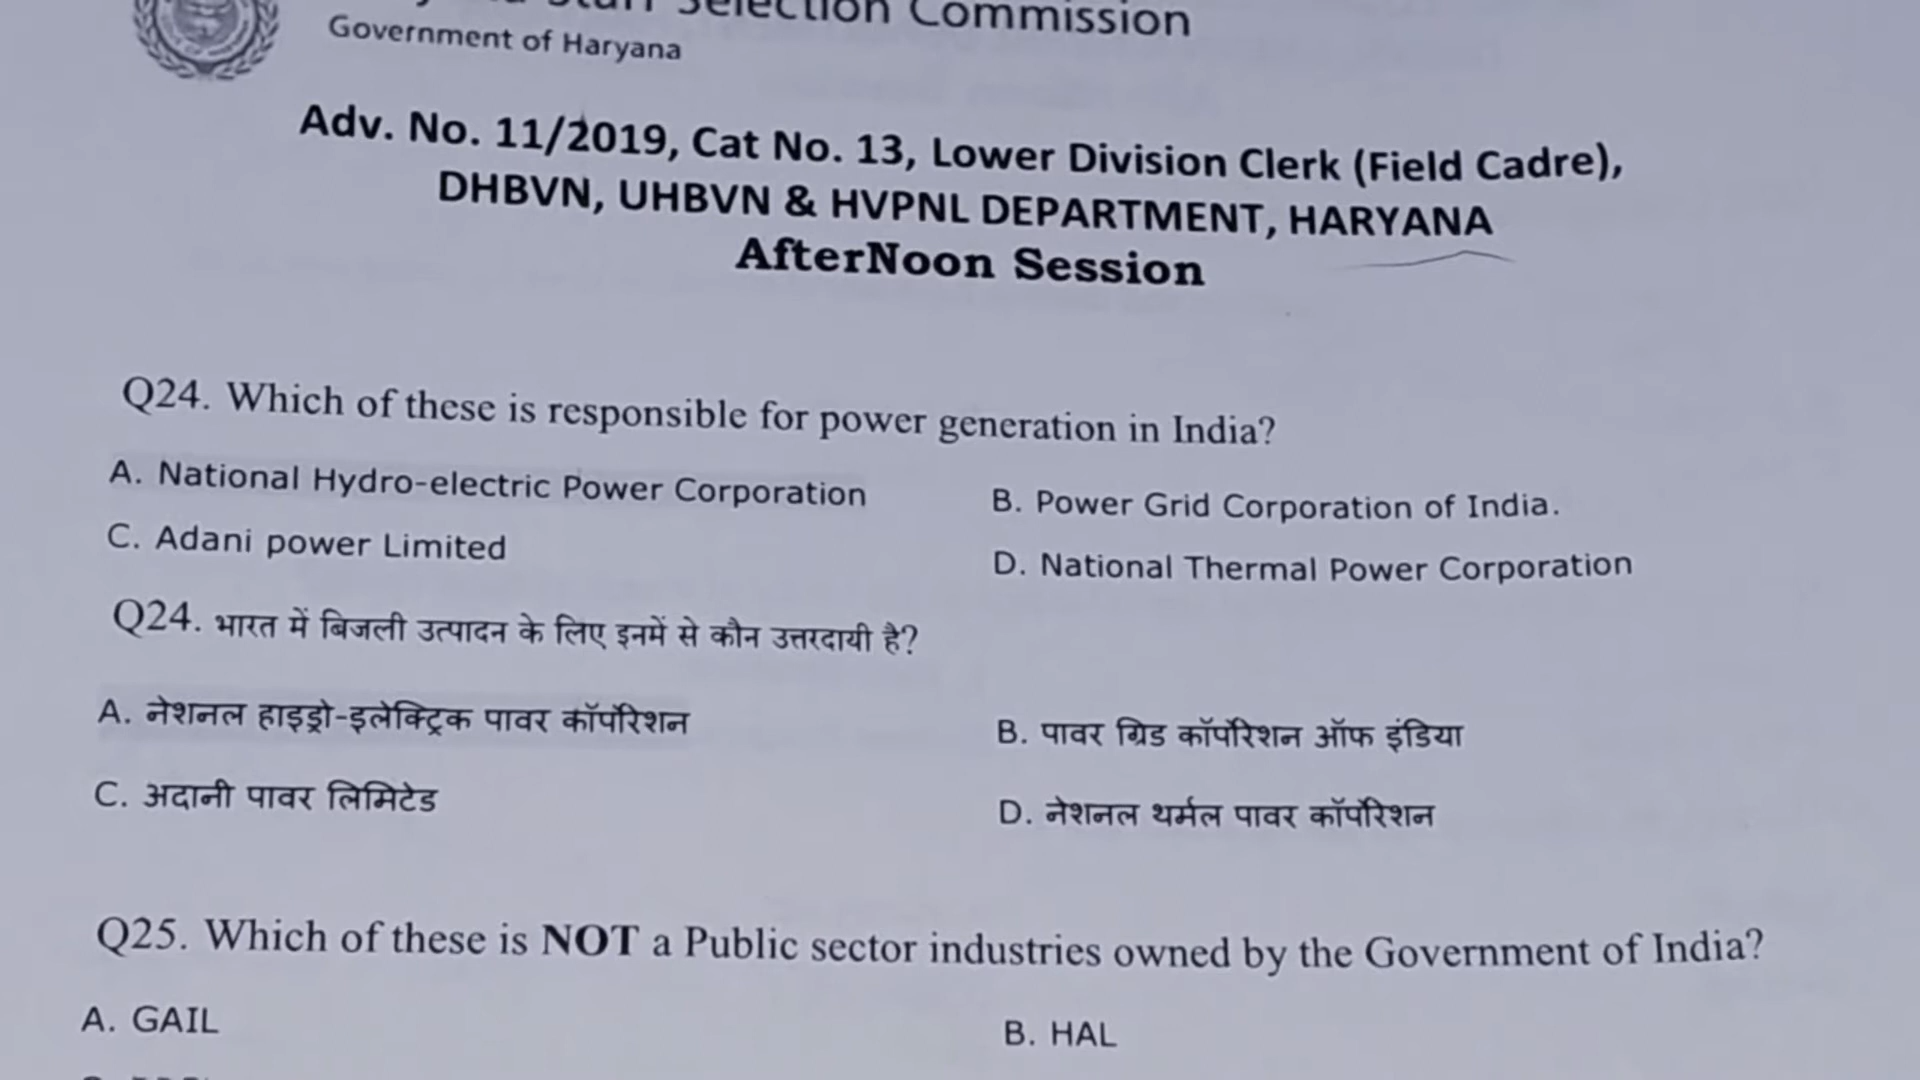 Selection Commission
Government of Haryana
Adv. No. 11/2019, Cat No. 13, Lower Division Clerk (Field Cadre),
DHBVN, UHBVN & HVPNL DEPARTMENT, HARYANA
AfterNoon Session
Q24. Which of these is responsible for power generation in India?
A. National Hydro-electric Power Corporation
B. Power Grid Corporation of India.
C. Adani power Limited
D. National Thermal Power Corporation
Q24. भारत में बिजली उत्पादन के लिए इनमें से कौन उत्तरदायी है?
A. नेशनल हाइड्रो-इलेक्ट्रिक पावर कॉर्पोरेशन
B. पावर ग्रिड कॉर्पोरेशन ऑफ इंडिया
C. अदानी पावर लिमिटेड
D. नेशनल थर्मल पावर कॉर्पोरेशन
Q25. Which of these is NOT a Public sector industries owned by the Government of India?
A. GAIL
B. HAL